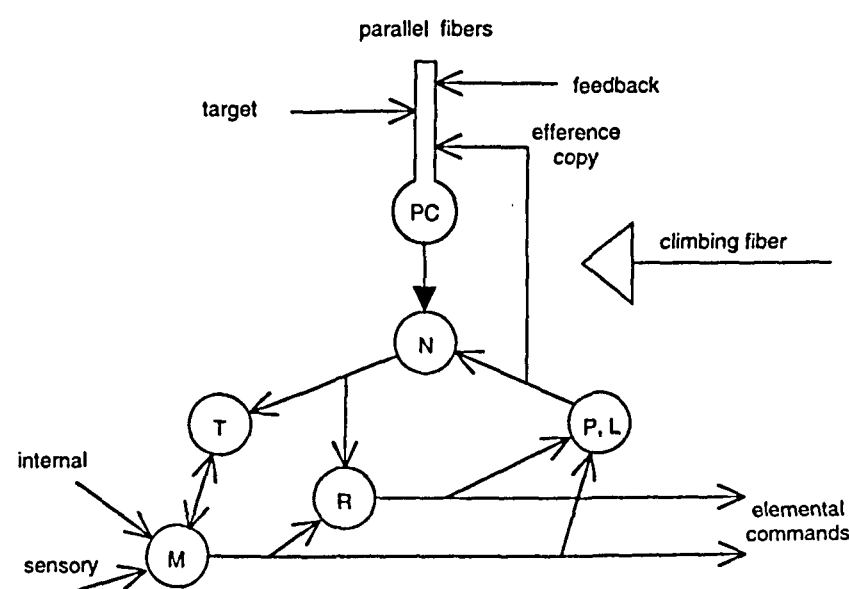 parallel fibers
feedback
target
efference
copy
PC
climbing fiber
N
T
P, L
internal
R
elemental
commands
sensory
M